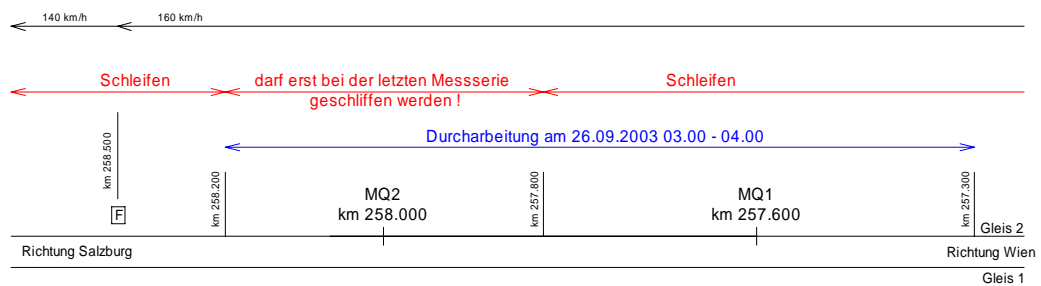 140 km/h
160 km/h
Schleifen
darf erst bei der letzten Messserie
geschliffen werden !
Schleifen
Durcharbeitung am 26.09.2003 03.00 - 04.00
km 258.500
km 258.200
km 257.800
km 257.300
MQ2
km 258.000
MQ1
km 257.600
F
Gleis 2
Richtung Salzburg
Richtung Wien
Gleis 1